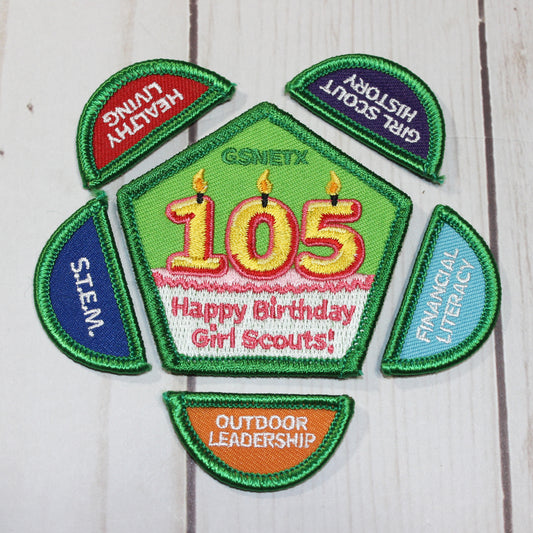 HEALTHY
LIVING
GIRL SCOUT
HISTORY
GSNETX
105
Happy Birthday
Girl Scouts!
S.T.E.M.
FINANCIAL
LITERACY
OUTDOOR
LEADERSHIP